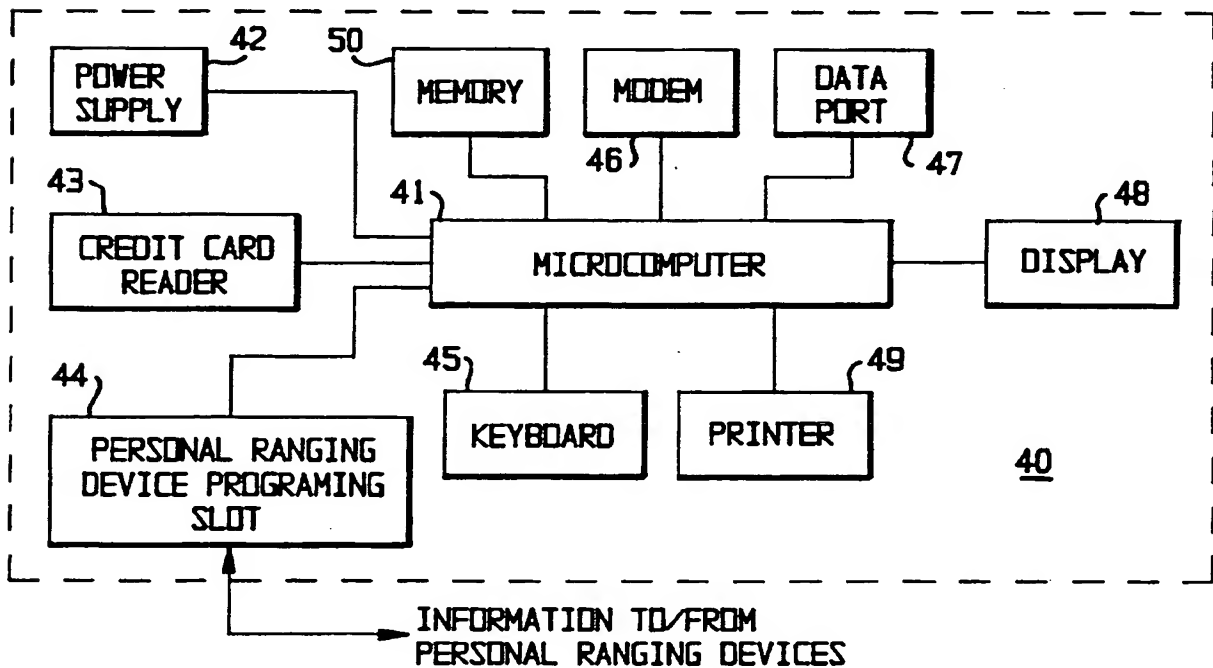 42
POWER
SUPPLY
50
MEMORY
MODEM
46
DATA
PORT
47
43
CREDIT CARD
READER
41
MICROCOMPUTER
48
DISPLAY
44
PERSONAL RANGING
DEVICE PROGRAMING
SLOT
45
KEYBOARD
49
PRINTER
40
INFORMATION TO/FROM
PERSONAL RANGING DEVICES